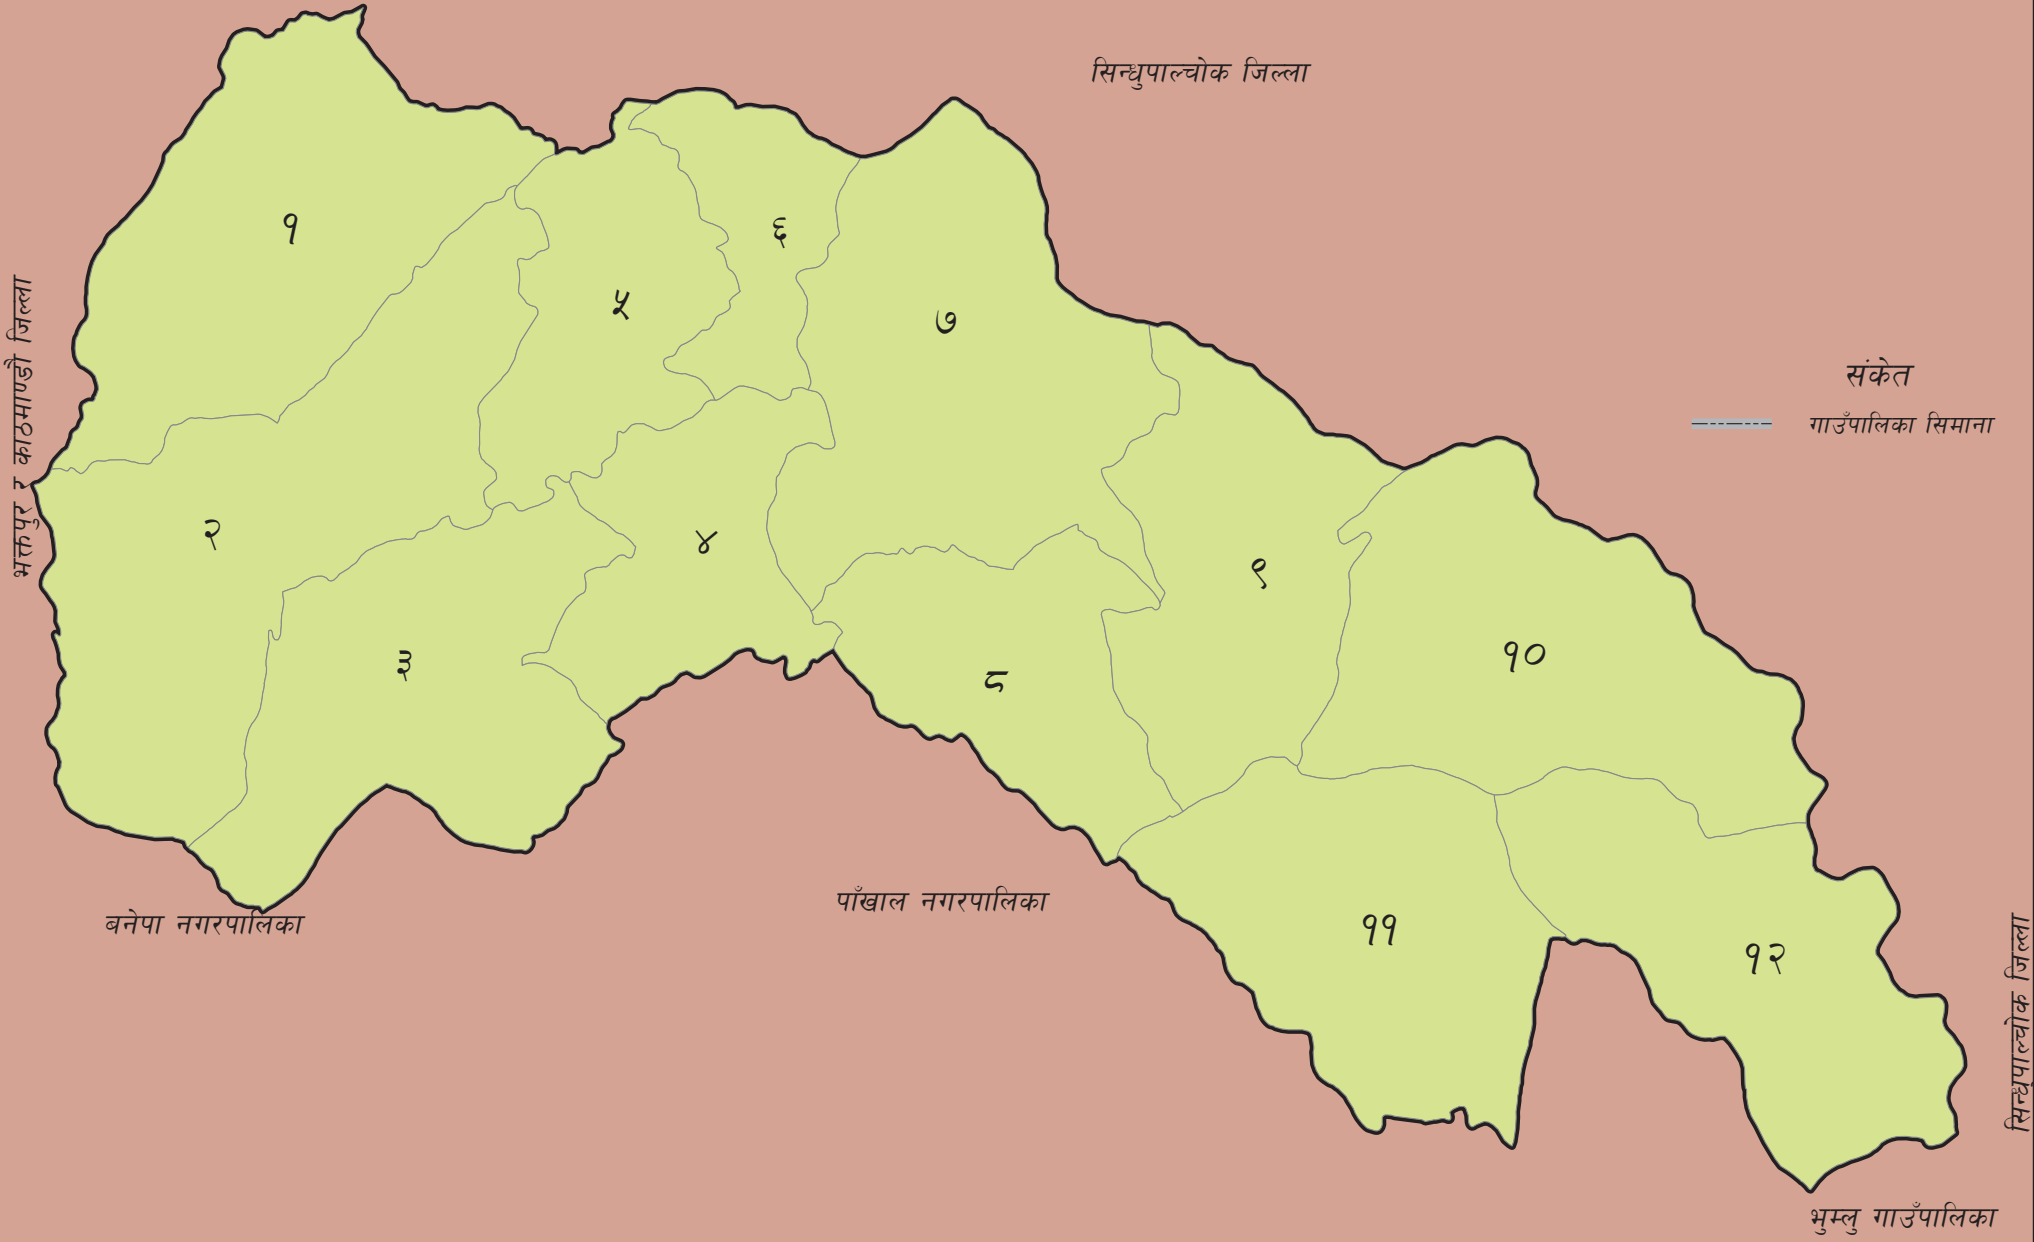 सिन्धुपाल्चोक जिल्ला
१
६
५
७
भक्तपुर र काठमाण्डौ जिल्ला
संकेत
गाउँपालिका सिमाना
२
४
९
३
८
१०
बनेपा नगरपालिका
पाँखाल नगरपालिका
११
१२
सिन्धुपाल्चोक जिल्ला
भुम्लु गाउँपालिका